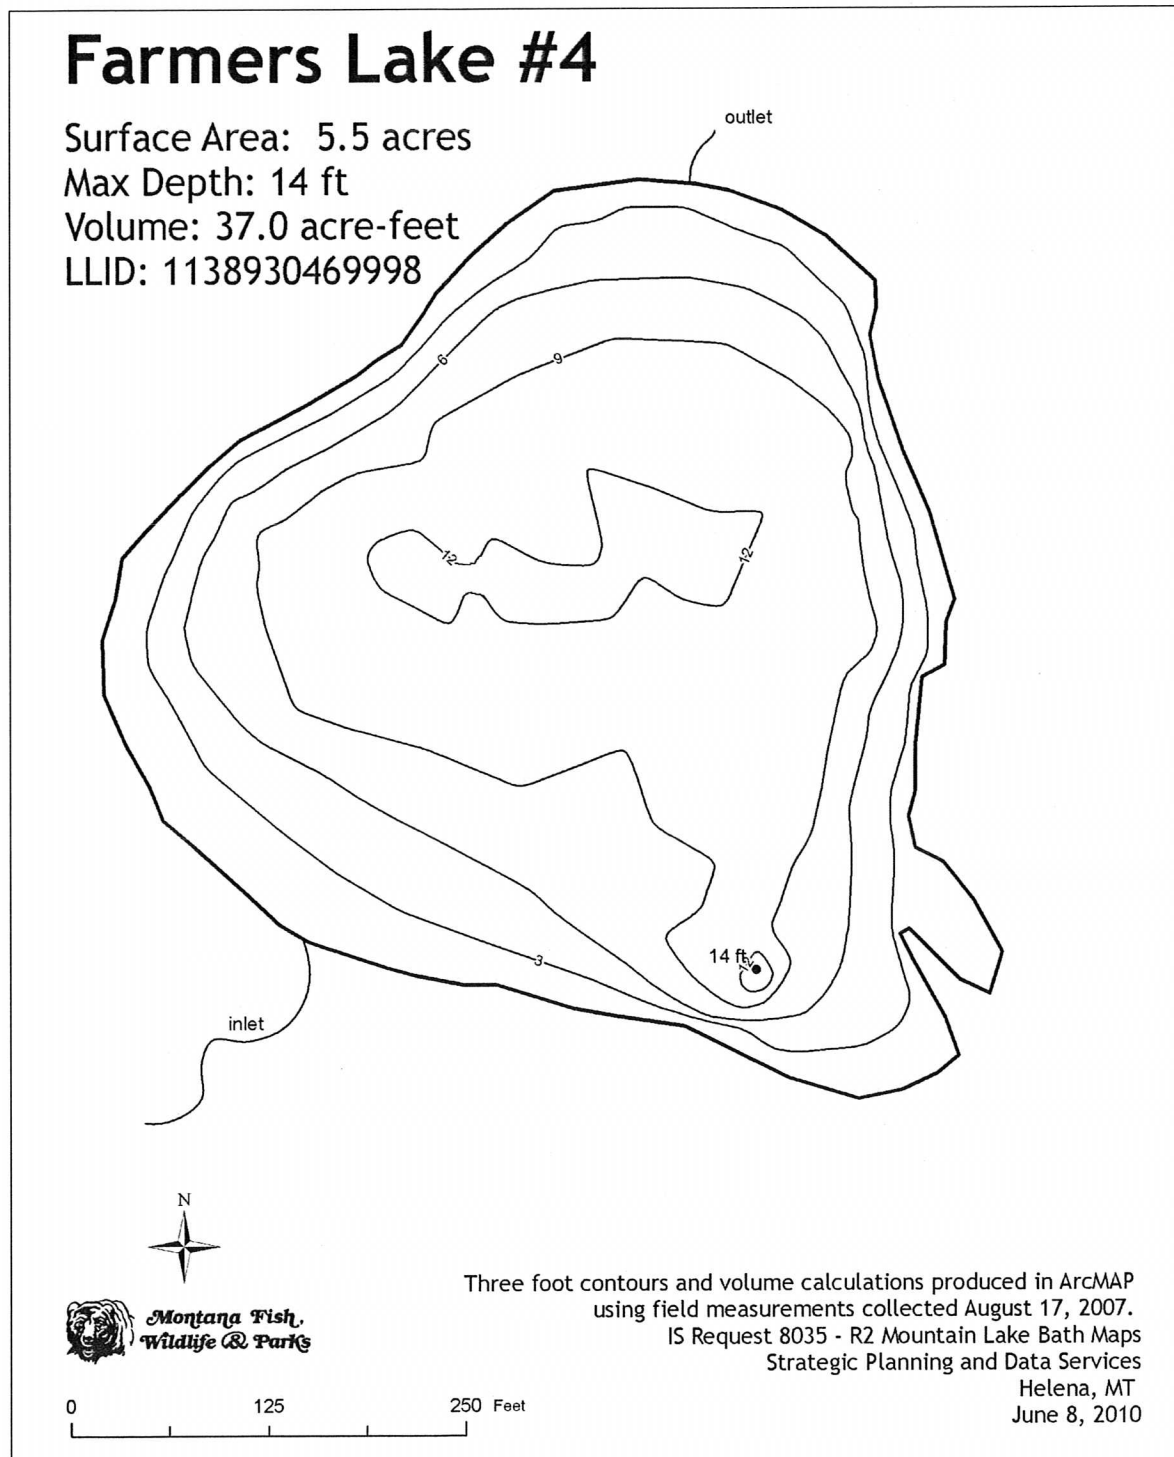 Farmers Lake #4
Surface Area: 5.5 acres
Max Depth: 14 ft
Volume: 37.0 acre-feet
LLID: 1138930469998
outlet
6
9
12
12
3
14 ft
12
inlet
N
Montana Fish,
Wildlife & Parks
Three foot contours and volume calculations produced in ArcMAP
using field measurements collected August 17, 2007.
IS Request 8035 - R2 Mountain Lake Bath Maps
Strategic Planning and Data Services
Helena, MT
June 8, 2010
0 125 250 Feet